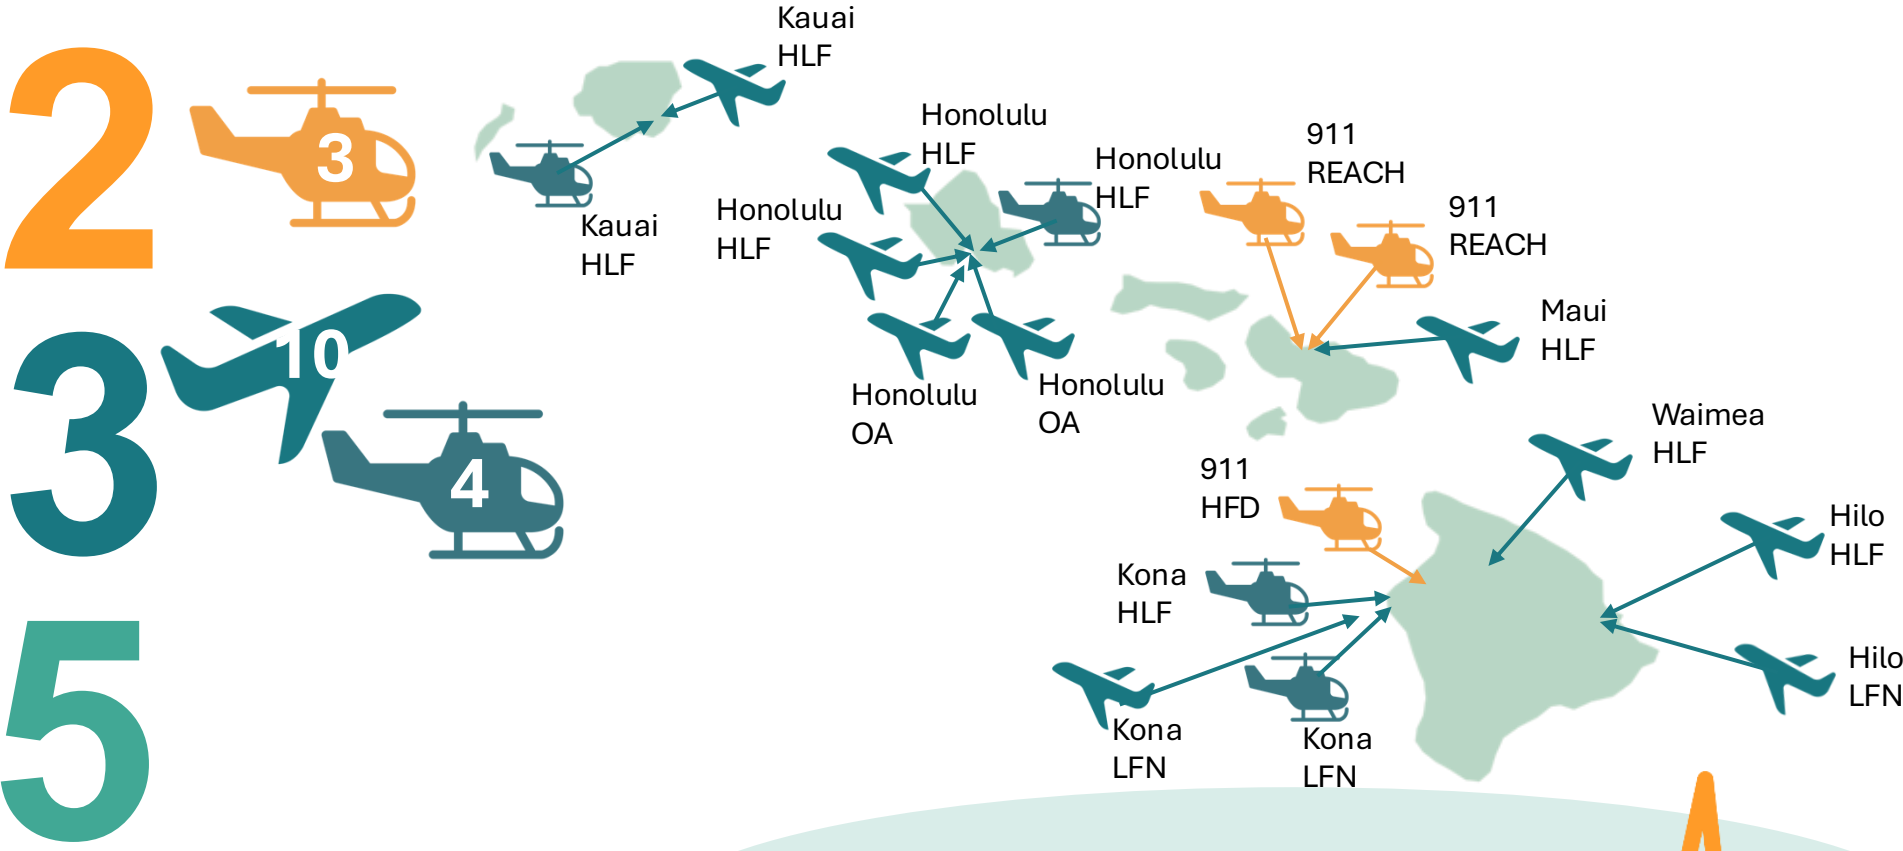 2
3
Kauai
HLF
Kauai
HLF
Honolulu
HLF
Honolulu
HLF
Honolulu
HLF
911
REACH
911
REACH
3
10
4
Honolulu
OA
Honolulu
OA
Maui
HLF
Waimea
HLF
911
HFD
Hilo
HLF
Kona
HLF
5
Kona
LFN
Kona
LFN
Hilo
LFN